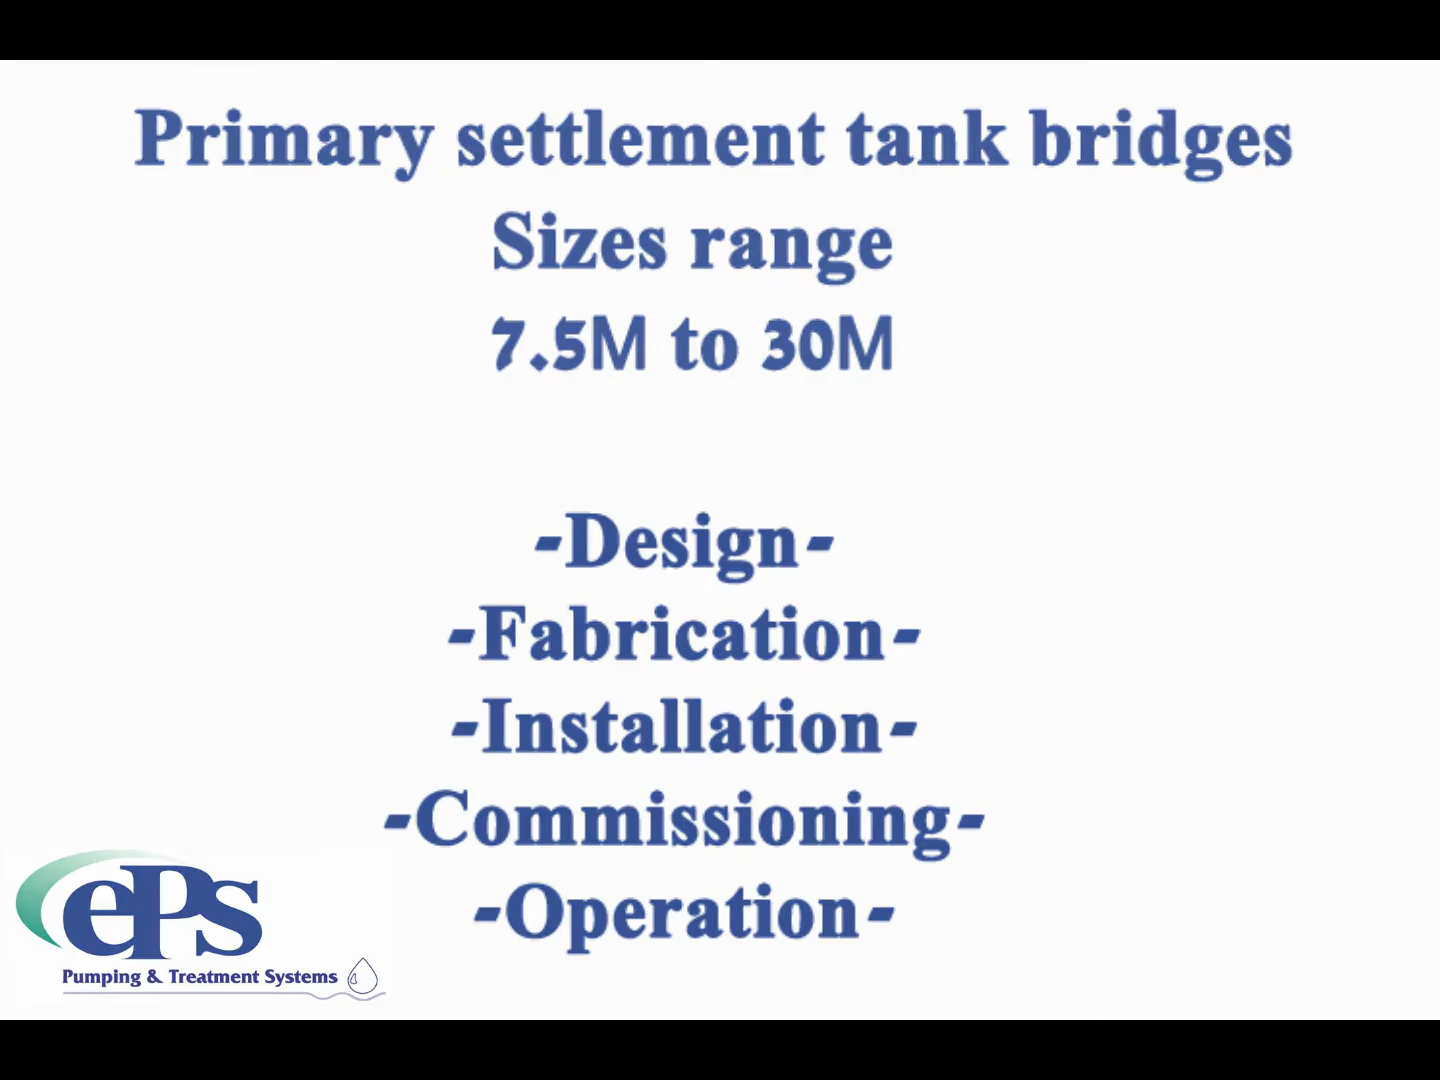 Primary settlement tank bridges
Sizes range
7.5M to 30M
-Design-
-Fabrication-
-Installation-
-Commissioning-
-Operation-
ePS
Pumping & Treatment Systems